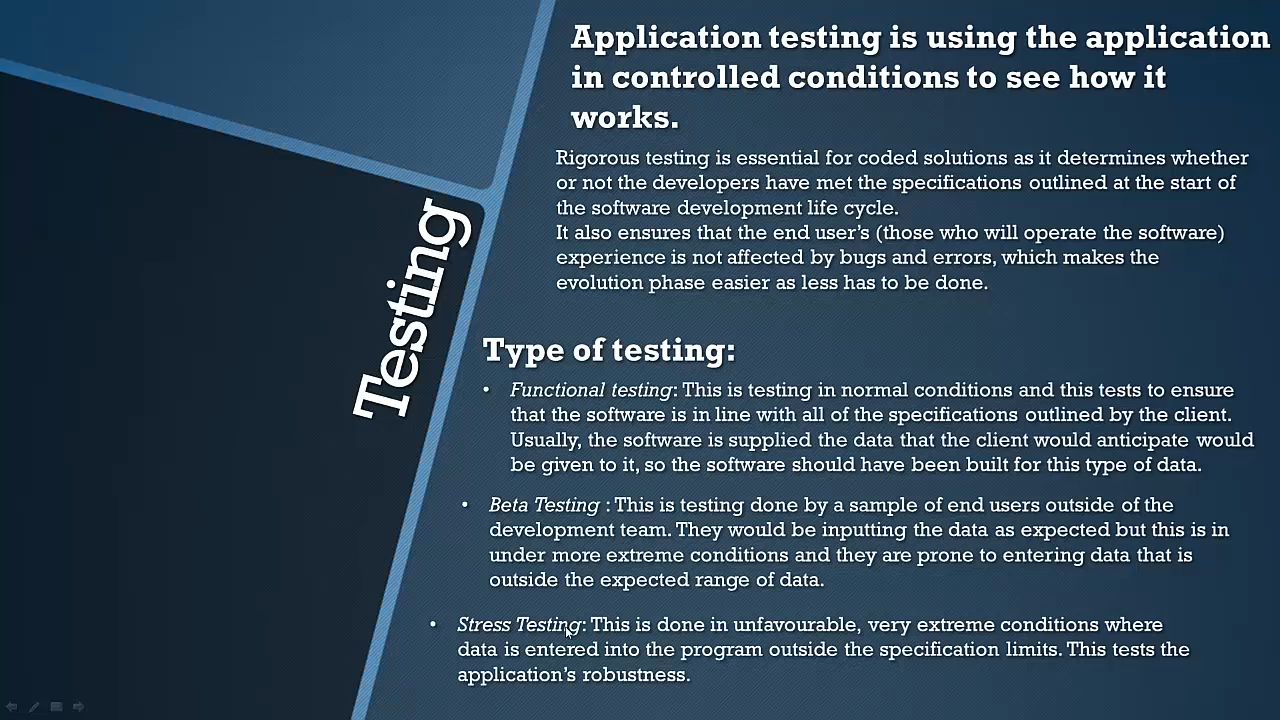 Application testing is using the application
in controlled conditions to see how it
works.
Rigorous testing is essential for coded solutions as it determines whether
or not the developers have met the specifications outlined at the start of
the software development life cycle.
It also ensures that the end user's (those who will operate the software)
experience is not affected by bugs and errors, which makes the
evolution phase easier as less has to be done.
Testing
Type of testing:
• Functional testing: This is testing in normal conditions and this tests to ensure
that the software is in line with all of the specifications outlined by the client.
Usually, the software is supplied the data that the client would anticipate would
be given to it, so the software should have been built for this type of data.
• Beta Testing : This is testing done by a sample of end users outside of the
development team. They would be inputting the data as expected but this is in
under more extreme conditions and they are prone to entering data that is
outside the expected range of data.
• Stress Testing: This is done in unfavourable, very extreme conditions where
data is entered into the program outside the specification limits. This tests the
application's robustness.